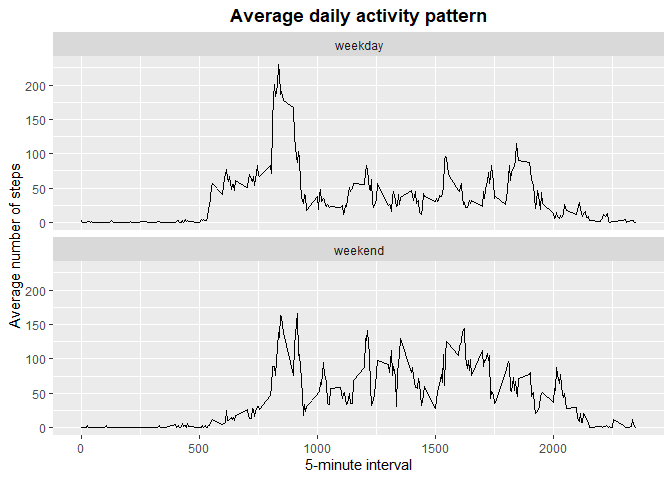 Average daily activity pattern
weekday
200
150
100
50
0
weekend
200
150
100
50
0
0 500 1000 1500 2000
5-minute interval
Average number of steps